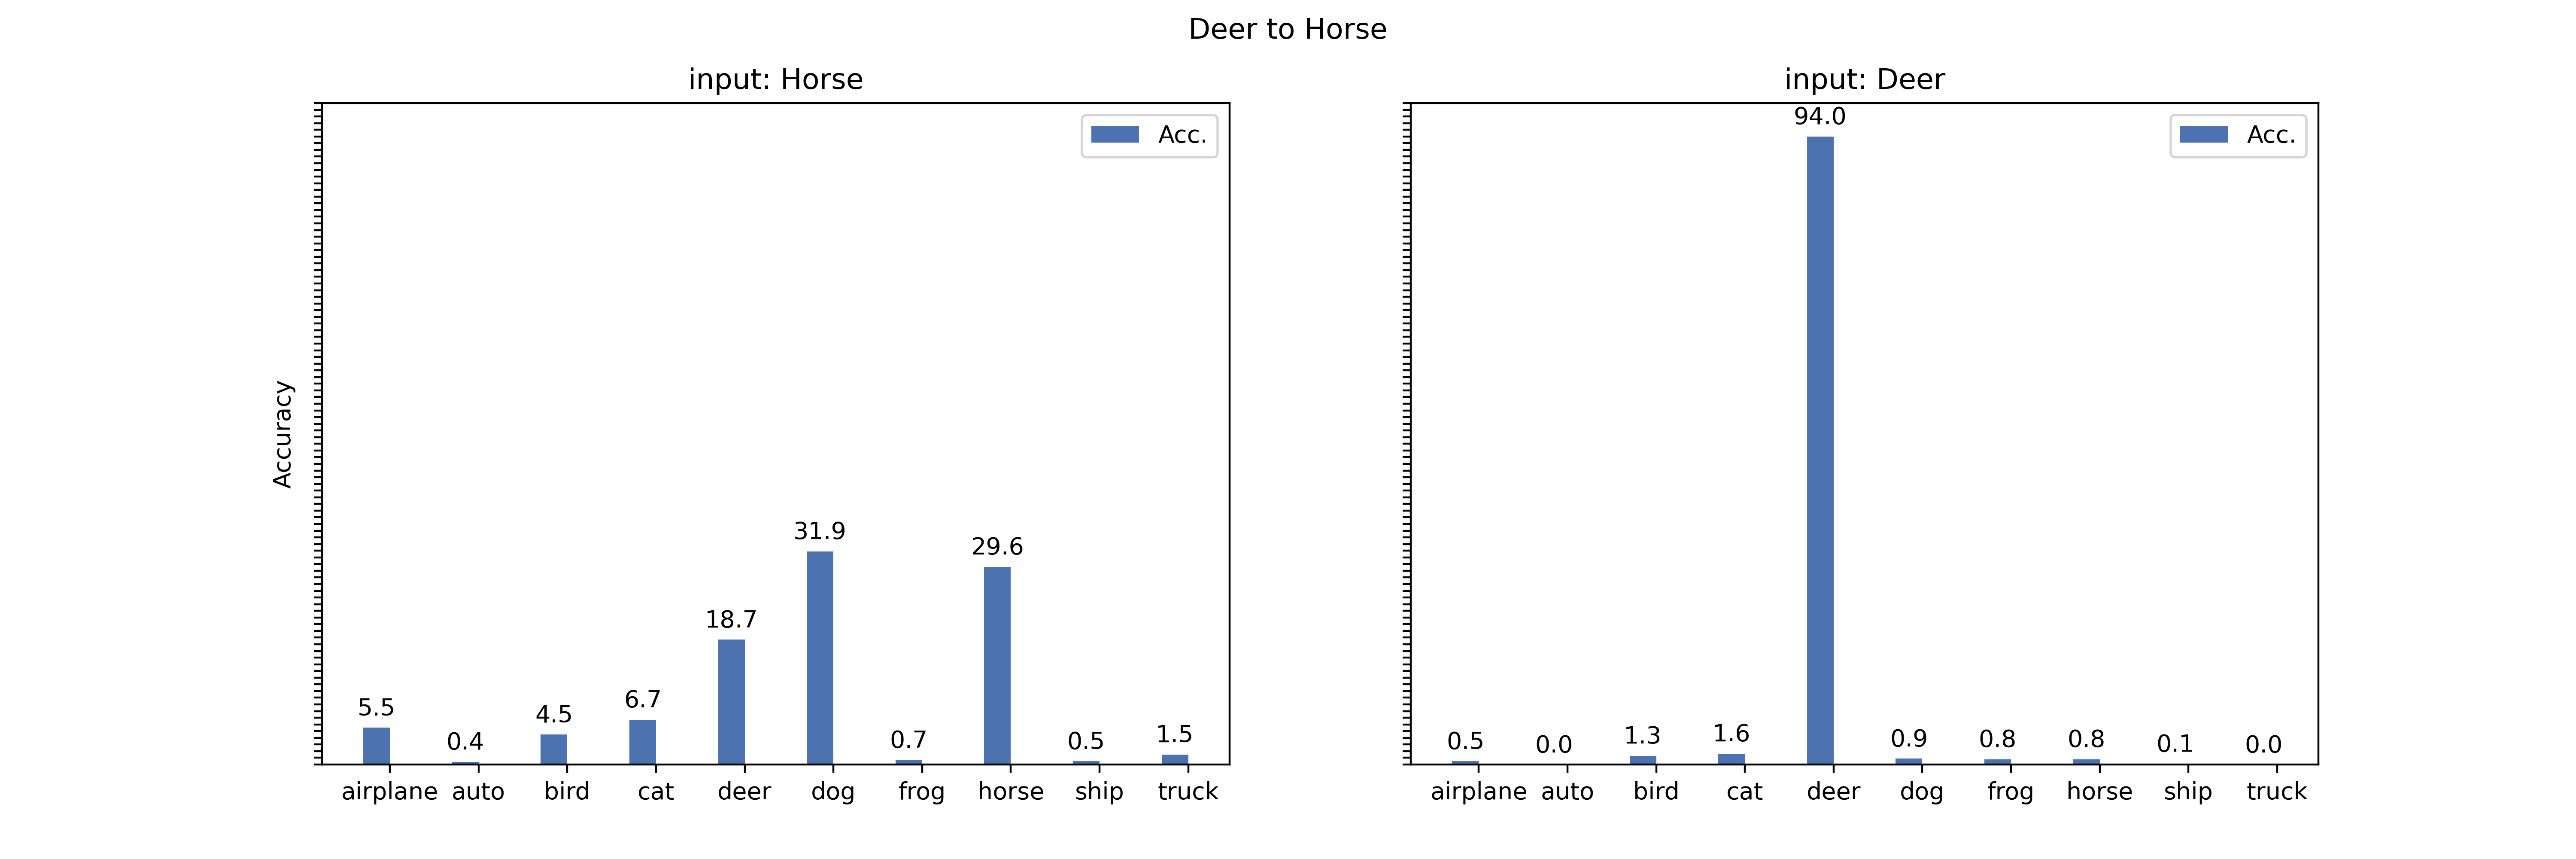 Deer to Horse
input: Horse
Acc.
Accuracy
5.5
0.4
4.5
6.7
18.7
31.9
0.7
29.6
0.5
1.5
airplane auto bird cat deer dog frog horse ship truck
input: Deer
Acc.
0.5
0.0
1.3
1.6
94.0
0.9
0.8
0.8
0.1
0.0
airplane auto bird cat deer dog frog horse ship truck